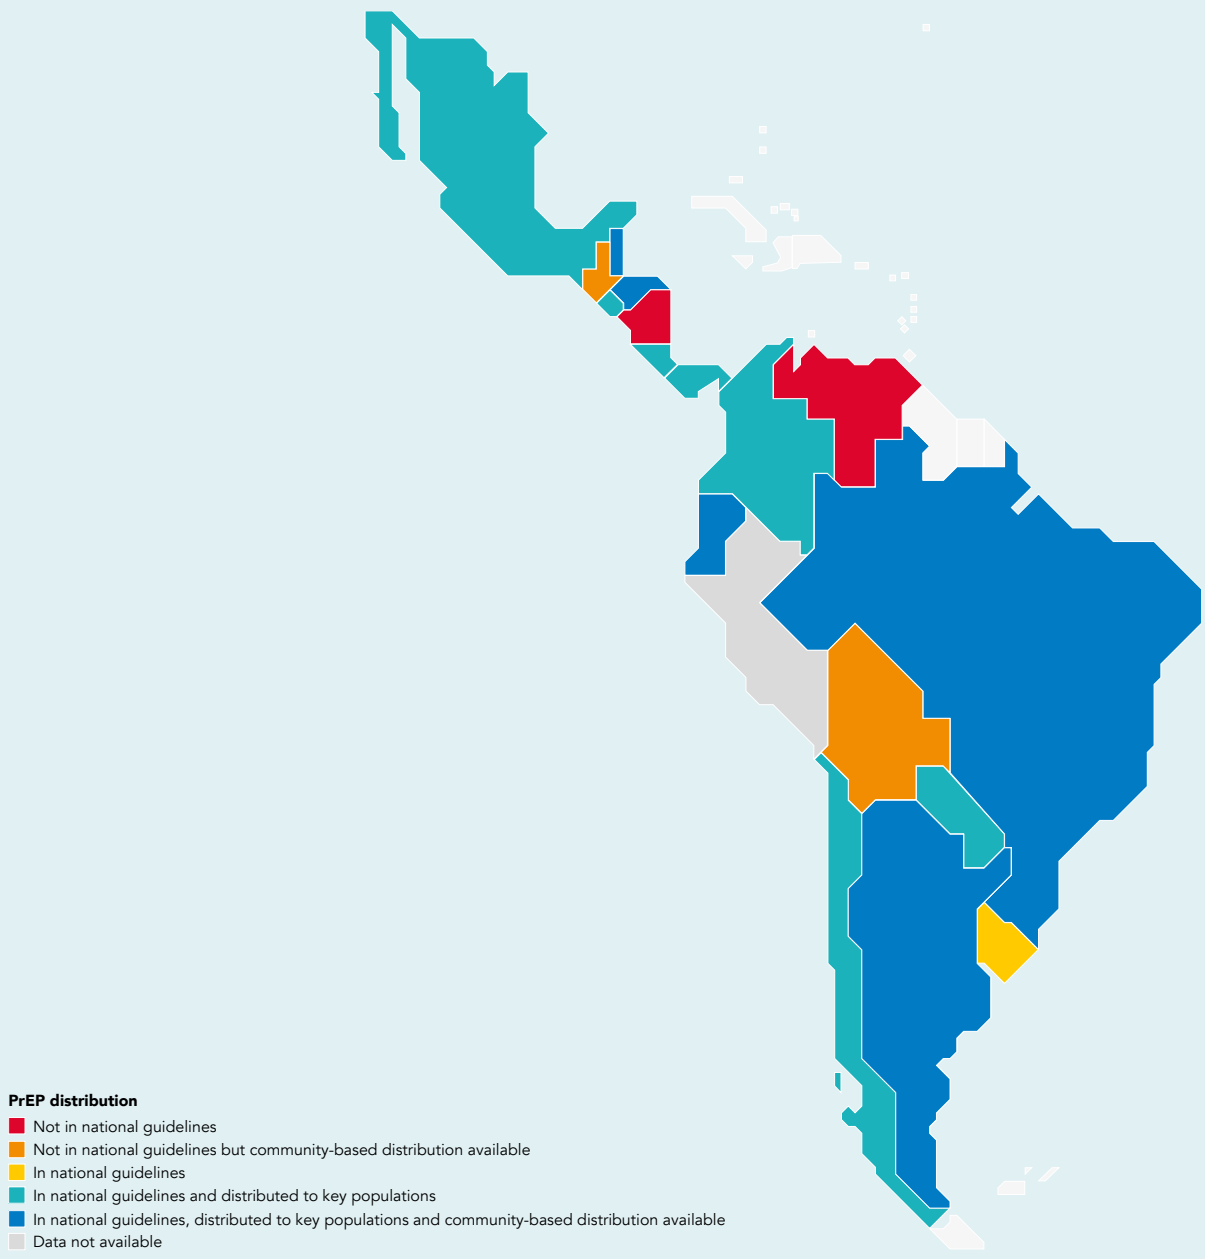 PrEP distribution
Not in national guidelines
Not in national guidelines but community-based distribution available
In national guidelines
In national guidelines and distributed to key populations
In national guidelines, distributed to key populations and community-based distribution available
Data not available